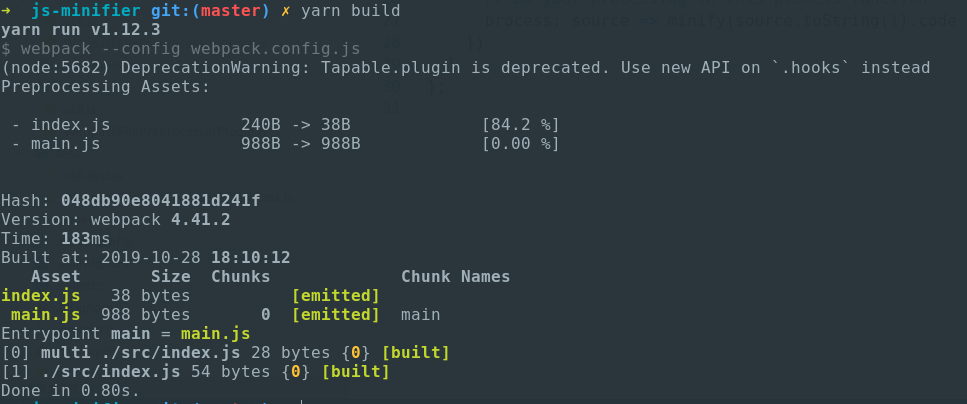 → js-minifier git:(master) ✗ yarn build
yarn run v1.12.3
$ webpack --config webpack.config.js
(node:5682) DeprecationWarning: Tapable.plugin is deprecated. Use new API on `.hooks` instead
Preprocessing Assets:
- index.js 240B -> 38B [84.2 %]
- main.js 988B -> 988B [0.00 %]
Hash: 048db90e8041881d241f
Version: webpack 4.41.2
Time: 183ms
Built at: 2019-10-28 18:10:12
Asset Size Chunks Chunk Names
index.js 38 bytes [emitted]
main.js 988 bytes 0 [emitted] main
Entrypoint main = main.js
[0] multi ./src/index.js 28 bytes {0} [built]
[1] ./src/index.js 54 bytes {0} [built]
Done in 0.80s.